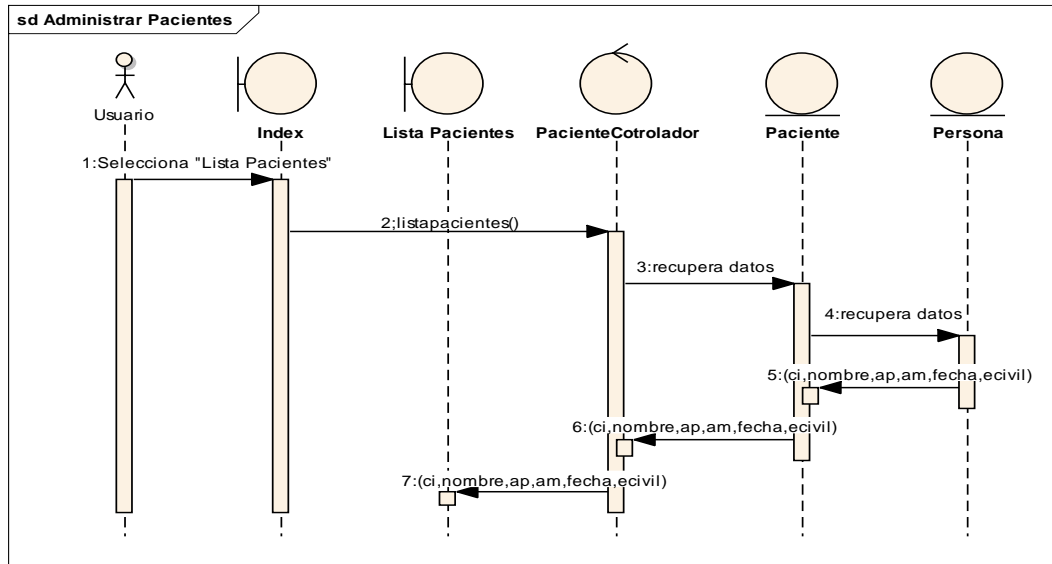 sd Administrar Pacientes
Usuario
Index
Lista Pacientes
PacienteCotrolador
Paciente
Persona
1:Selecciona "Lista Pacientes"
2;listapacientes()
3:recupera datos
4:recupera datos
5:(ci,nombre,ap,am,fecha,ecivil)
6:(ci,nombre,ap,am,fecha,ecivil)
7:(ci,nombre,ap,am,fecha,ecivil)